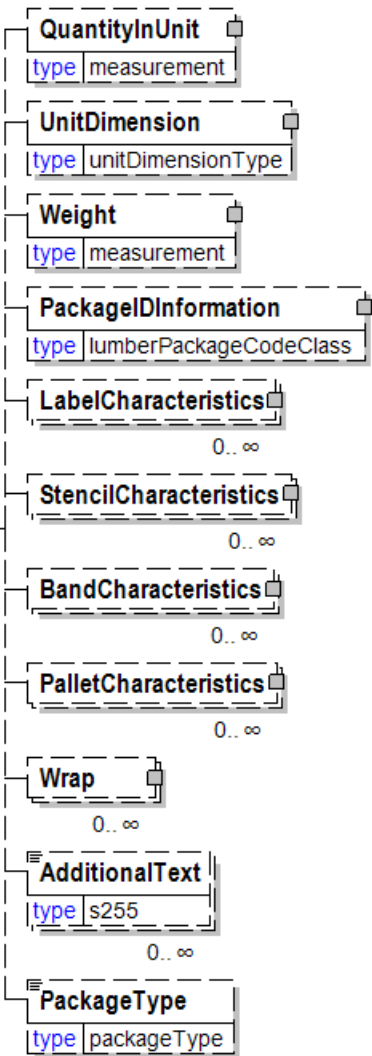 QuantityInUnit
type measurement
UnitDimension
type unitDimensionType
Weight
type measurement
PackageIDInformation
type lumberPackageCodeClass
LabelCharacteristics
0.. ∞
StencilCharacteristics
0.. ∞
BandCharacteristics
0.. ∞
PalletCharacteristics
0.. ∞
Wrap
0.. ∞
AdditionalText
type s255
0.. ∞
PackageType
type packageType